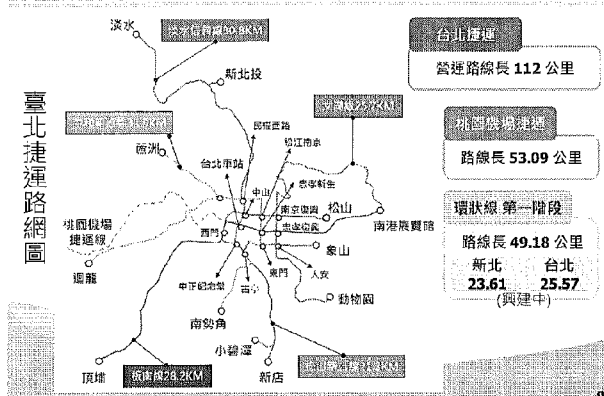 臺北捷運路網圖
淡水
新北投
蘆洲
民權西路
松江南京
台北車站
中山
忠孝新生
南京復興
松山
南港展覽館
西門
忠孝復興
象山
桃園機場
捷運線
迴龍
中正紀念堂
古亭
東門
大安
動物園
南勢角
小碧潭
新店
頂埔
板南線28.2KM
台北捷運
營運路線長 112 公里
桃園機場捷運
路線長 53.09 公里
環狀線 第一階段
路線長 49.18 公里
新北 台北
23.61 25.57
(興建中)